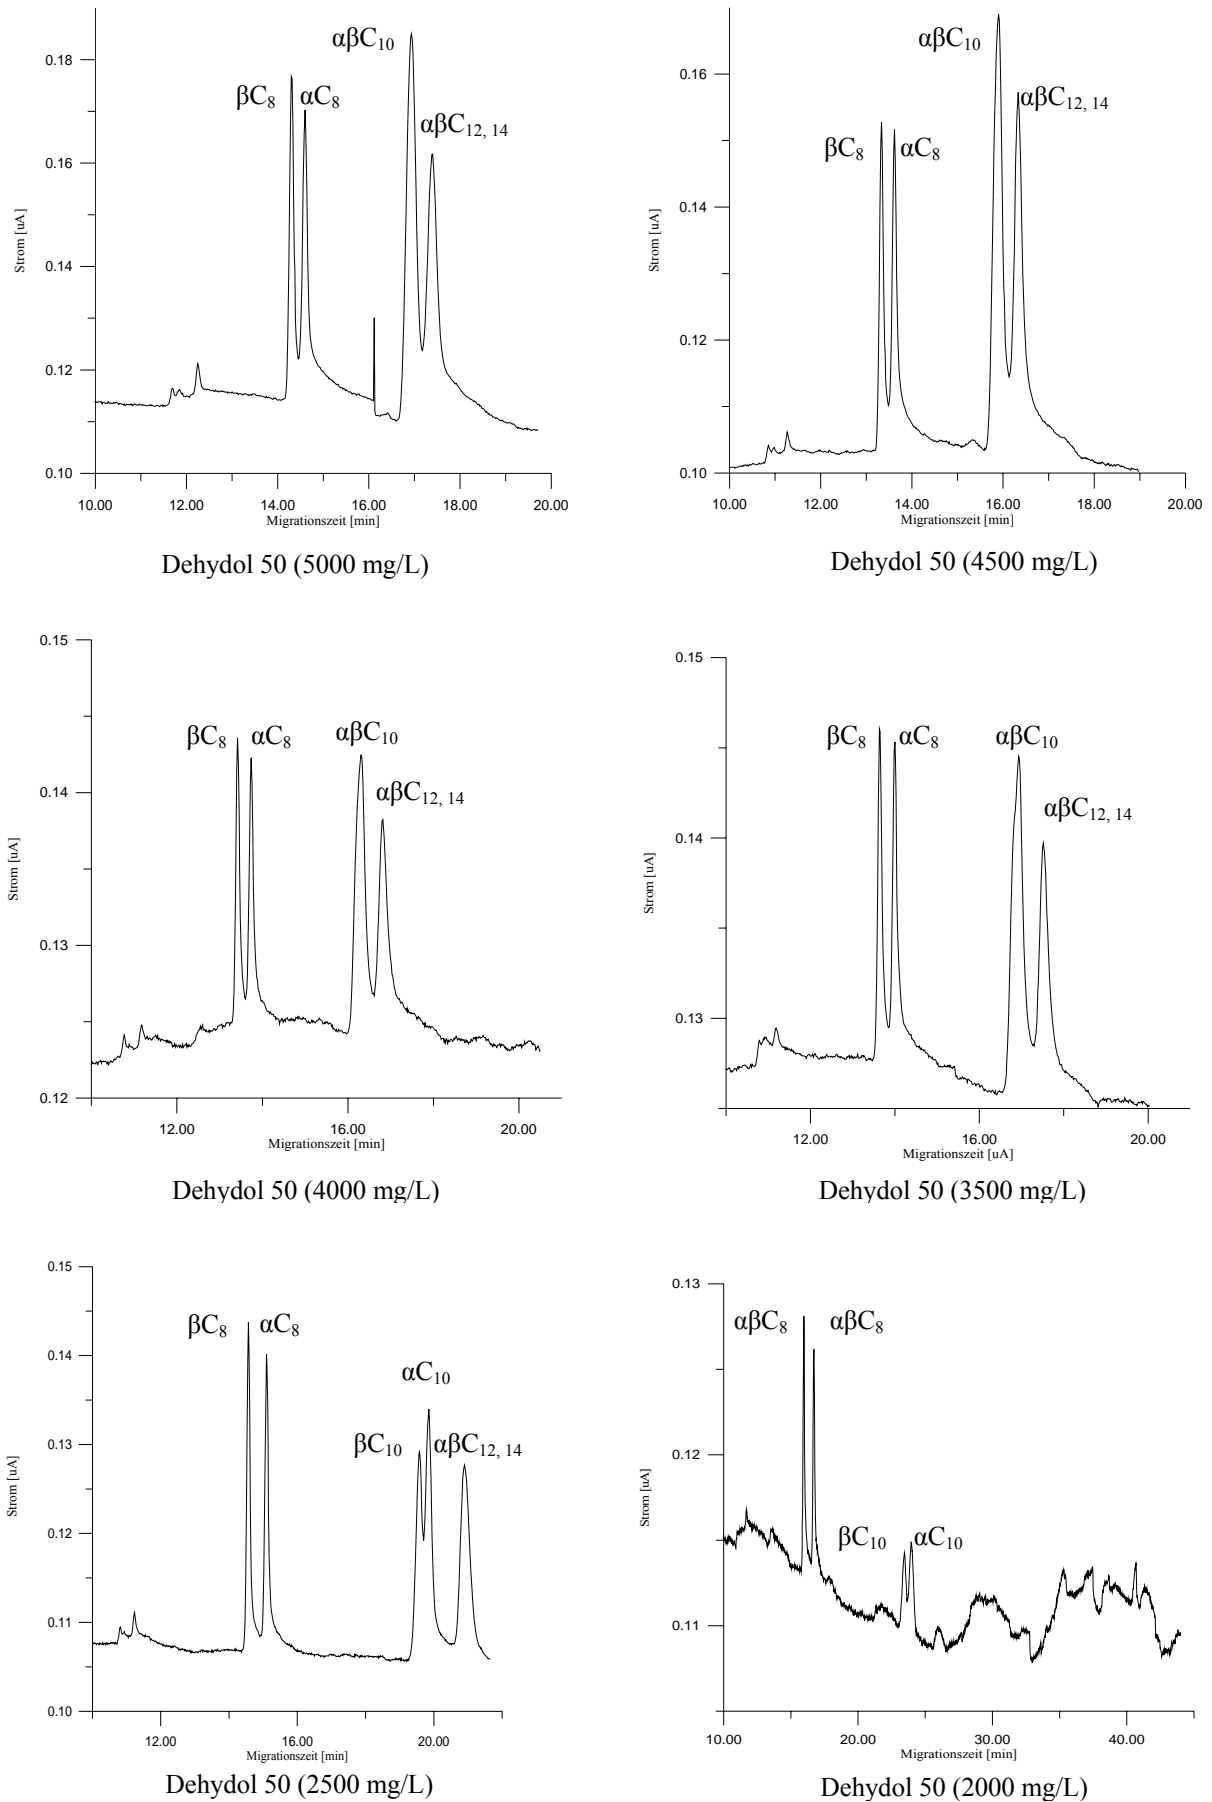 0.18
0.16
0.14
0.12
0.10
Strom [uA]
βC8
αC8
αβC10
αβC12, 14
10.00 12.00 14.00 16.00 18.00 20.00
Migrationszeit [min]
Dehydol 50 (5000 mg/L)
0.16
0.14
0.12
0.10
Strom [uA]
βC8
αC8
αβC10
αβC12, 14
10.00 12.00 14.00 16.00 18.00 20.00
Migrationszeit [min]
Dehydol 50 (4500 mg/L)
0.15
0.14
0.13
0.12
Strom [uA]
βC8
αC8
αβC10
αβC12, 14
12.00 16.00 20.00
Migrationszeit [min]
Dehydol 50 (4000 mg/L)
0.15
0.14
0.13
Strom [uA]
βC8
αC8
αβC10
αβC12, 14
12.00 16.00 20.00
Migrationszeit [uA]
Dehydol 50 (3500 mg/L)
0.15
0.14
0.13
0.12
0.11
0.10
Strom [uA]
βC8
αC8
αC10
βC10
αβC12, 14
12.00 16.00 20.00
Migrationszeit [min]
Dehydol 50 (2500 mg/L)
0.13
0.12
0.11
Strom [uA]
αβC8
αβC8
βC10
αC10
10.00 20.00 30.00 40.00
Migrationszeit [min]
Dehydol 50 (2000 mg/L)